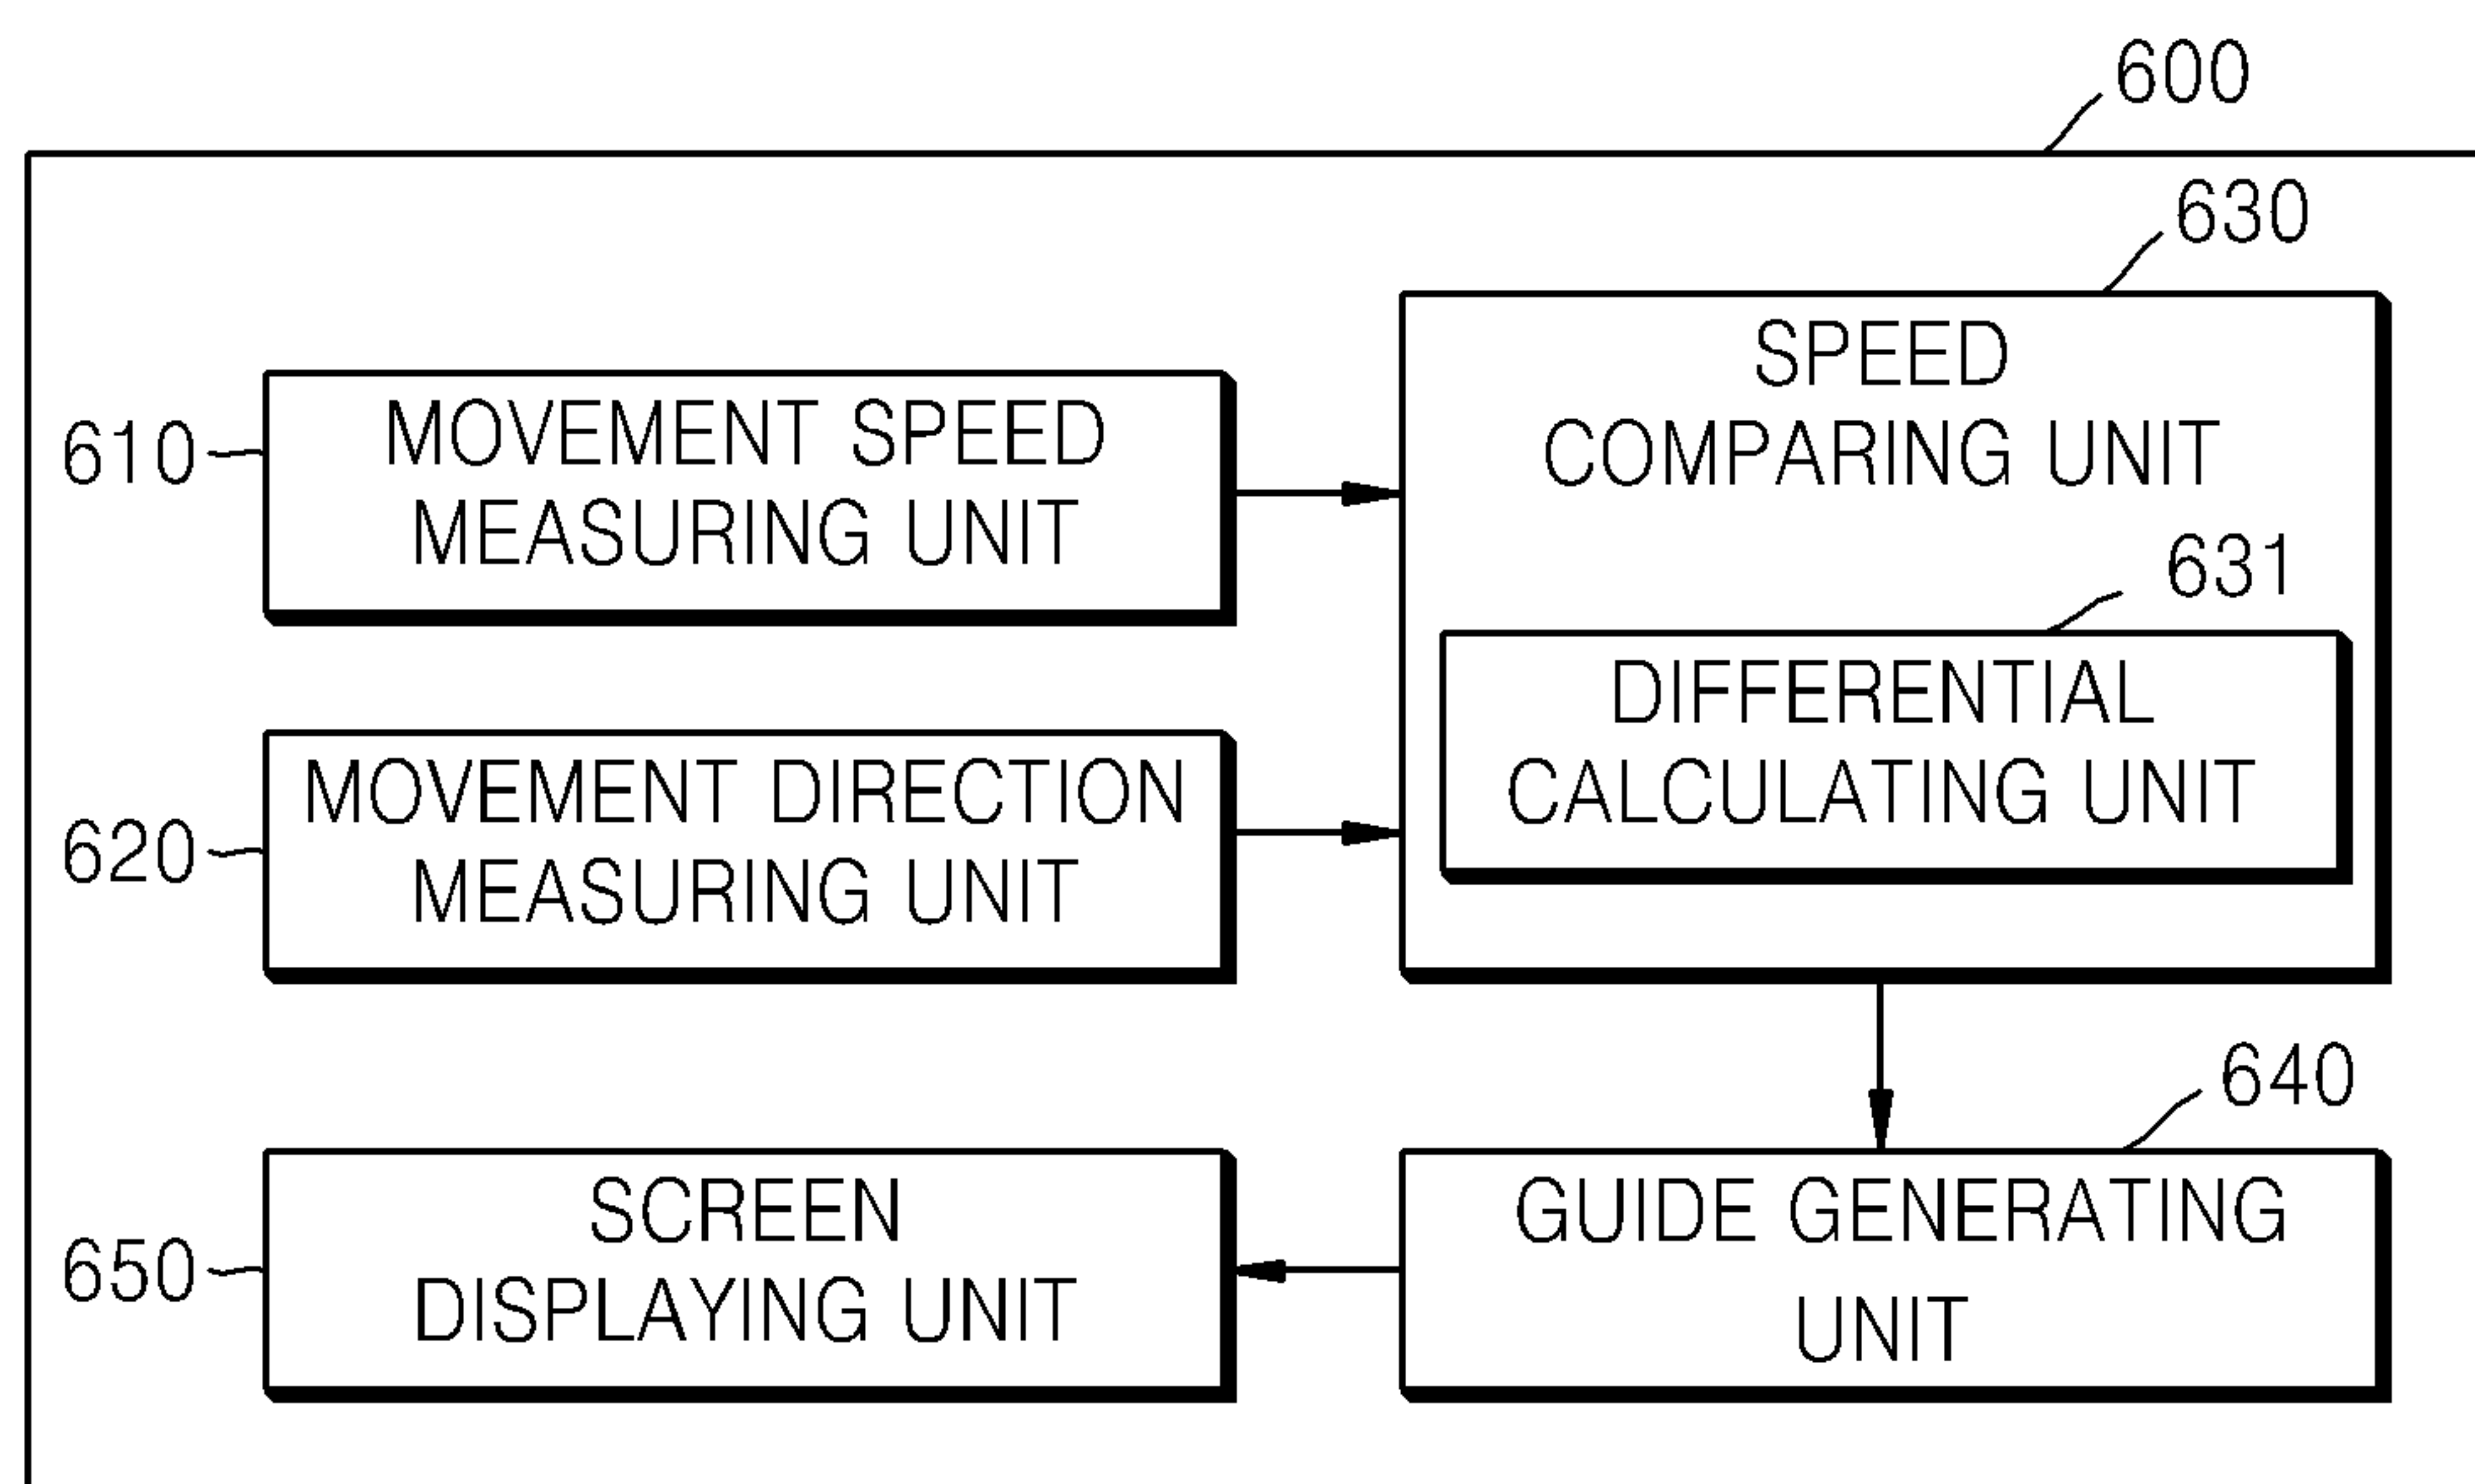 600
630
SPEED
COMPARING UNIT
610
MOVEMENT SPEED
MEASURING UNIT
631
DIFFERENTIAL
CALCULATING UNIT
620
MOVEMENT DIRECTION
MEASURING UNIT
640
GUIDE GENERATING
UNIT
650
SCREEN
DISPLAYING UNIT